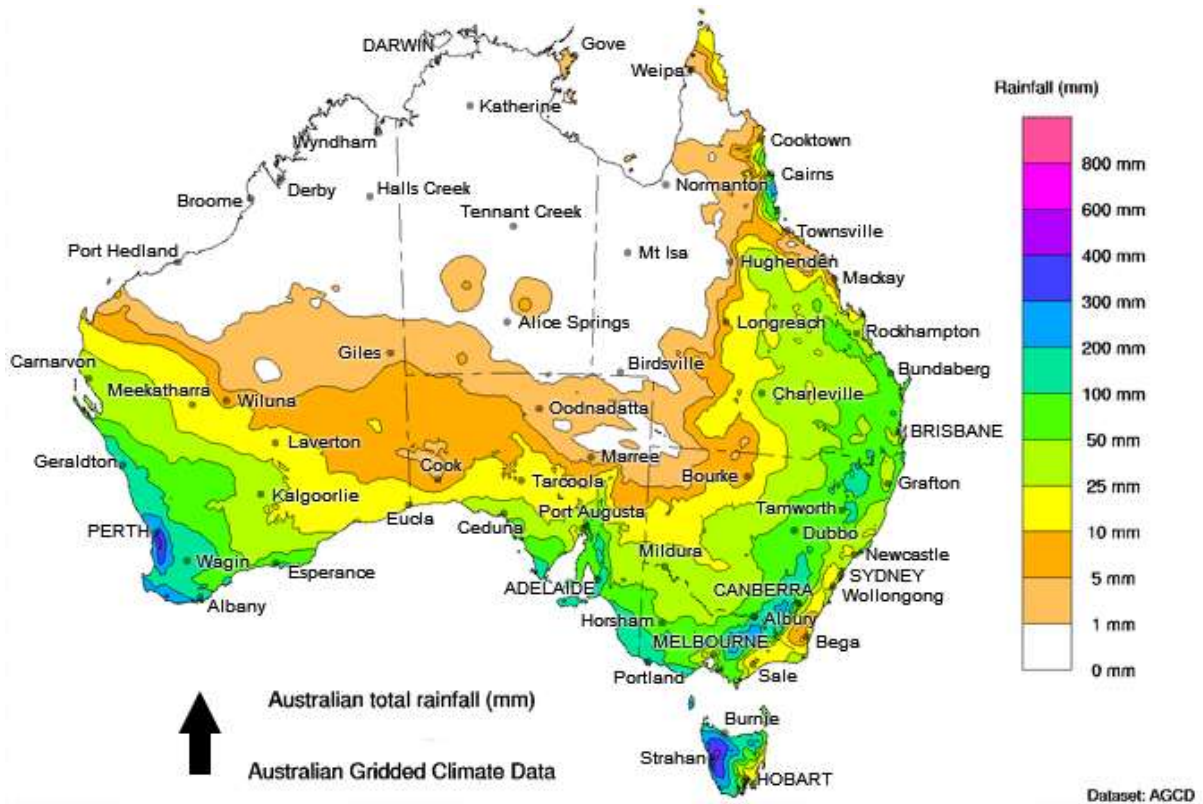 DARWIN
Gove
Weipa
Katherine
Wyndham
Cooktown
Cairns
Derby
Halls Creek
Normanton
Broome
Tennant Creek
Townsville
Port Hedland
Mt Isa
Hughenden
Mackay
Alice Springs
Longreach
Rockhampton
Giles
Birdsville
Carnarvon
Bundaberg
Meekatharra
Wiluna
Oodnadatta
Charleville
Laverton
BRISBANE
Geraldton
Cook
Marree
Bourke
Kalgoorlie
Tarcoola
Grafton
Eucla
Ceduna
Port Augusta
Tamworth
PERTH
Dubbo
Wagin
Mildura
Newcastle
Esperance
SYDNEY
ADELAIDE
CANBERRA
Wollongong
Albany
Horsham
Albury
MELBOURNE
Bega
Portland
Sale
Burnie
Strahan
HOBART
Rainfall (mm)
800 mm
600 mm
400 mm
300 mm
200 mm
100 mm
50 mm
25 mm
10 mm
5 mm
1 mm
0 mm
Australian total rainfall (mm)
Australian Gridded Climate Data
Dataset: AGCD